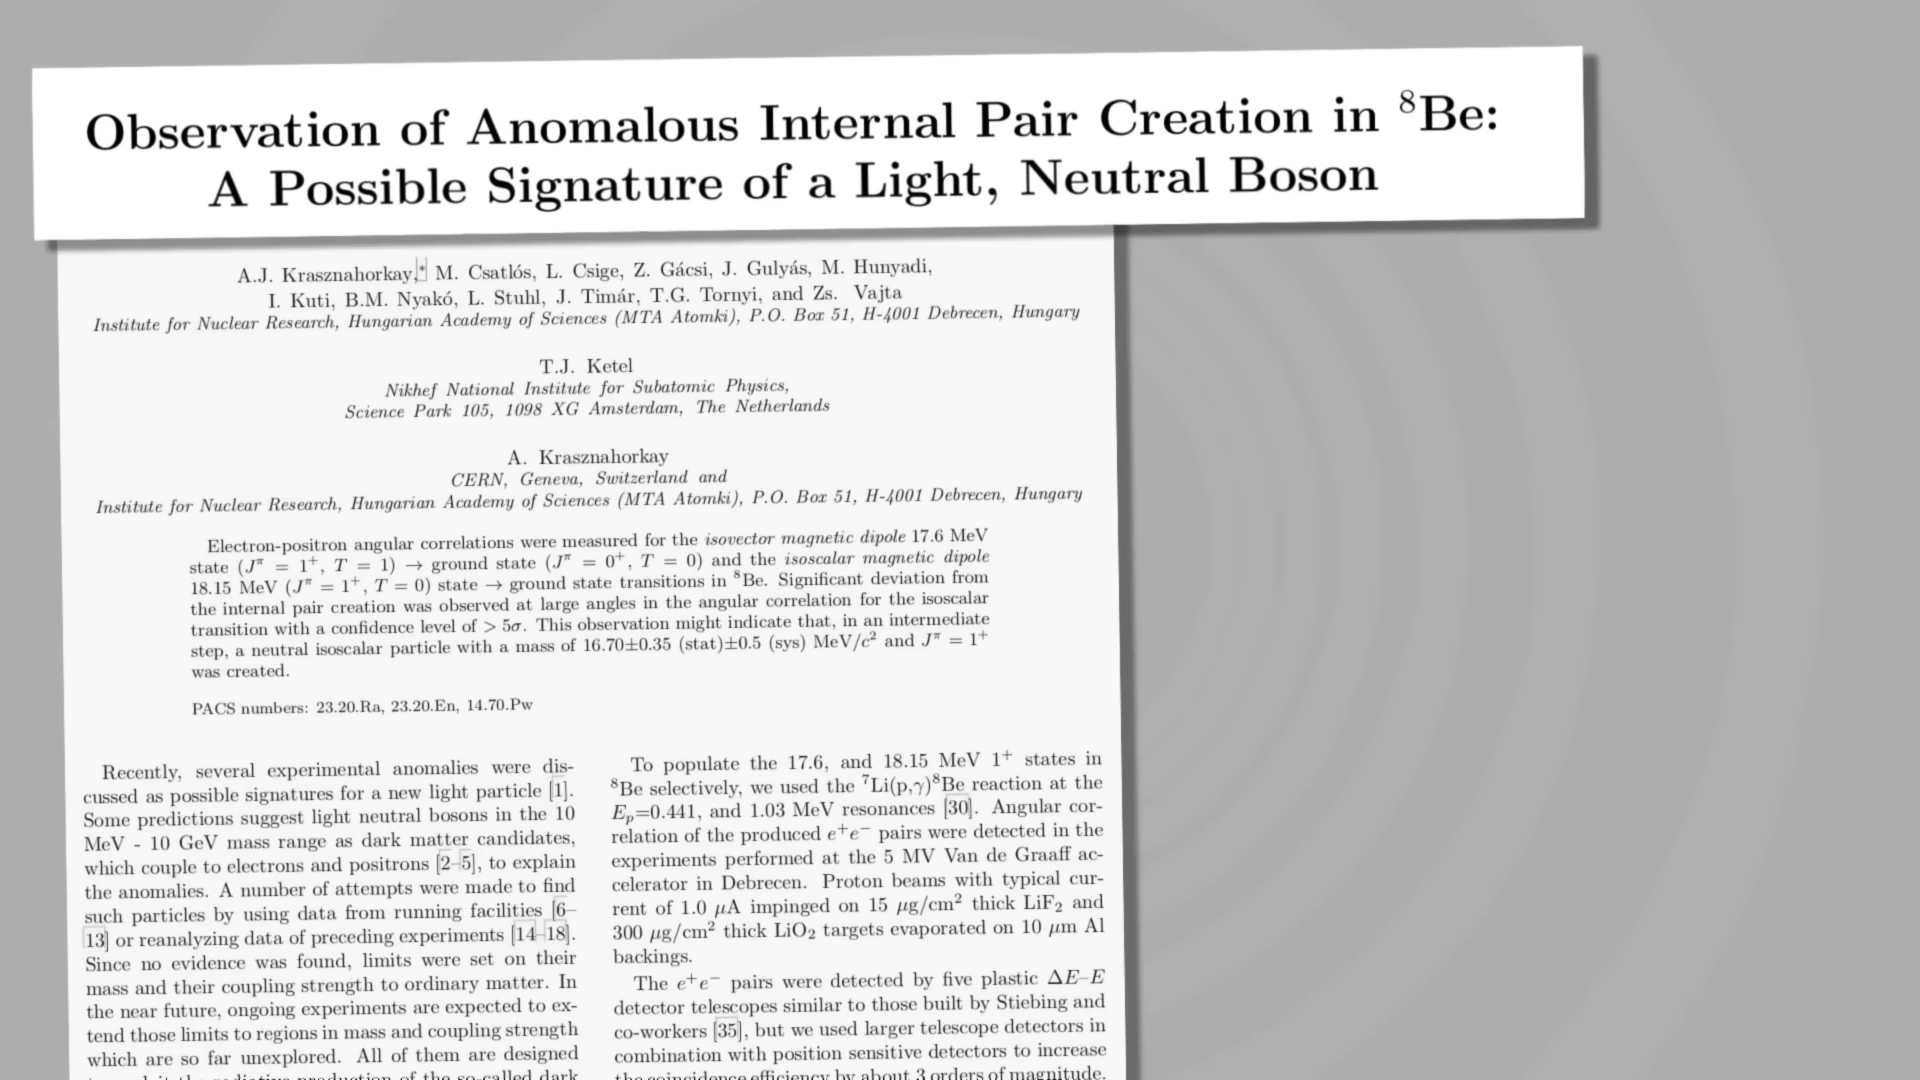 Observation of Anomalous Internal Pair Creation in ⁸Be:
A Possible Signature of a Light, Neutral Boson
A.J. Krasznahorkay,* M. Csatlós, L. Csige, Z. Gácsi, J. Gulyás, M. Hunyadi,
I. Kuti, B.M. Nyakó, L. Stuhl, J. Timár, T.G. Tornyi, and Zs. Vajta
Institute for Nuclear Research, Hungarian Academy of Sciences (MTA Atomki), P.O. Box 51, H-4001 Debrecen, Hungary
T.J. Ketel
Nikhef National Institute for Subatomic Physics,
Science Park 105, 1098 XG Amsterdam, The Netherlands
A. Krasznahorkay
CERN, Geneva, Switzerland and
Institute for Nuclear Research, Hungarian Academy of Sciences (MTA Atomki), P.O. Box 51, H-4001 Debrecen, Hungary
Electron-positron angular correlations were measured for the isovector magnetic dipole 17.6 MeV
state (Jπ = 1⁺, T = 1) → ground state (Jπ = 0⁺, T = 0) and the isoscalar magnetic dipole
18.15 MeV (Jπ = 1⁺, T = 0) state → ground state transitions in ⁸Be. Significant deviation from
the internal pair creation was observed at large angles in the angular correlation for the isoscalar
transition with a confidence level of > 5σ. This observation might indicate that, in an intermediate
step, a neutral isoscalar particle with a mass of 16.70±0.35 (stat)±0.5 (sys) MeV/c² and Jπ = 1⁺
was created.
PACS numbers: 23.20.Ra, 23.20.En, 14.70.Pw
Recently, several experimental anomalies were dis-
cussed as possible signatures for a new light particle [1].
Some predictions suggest light neutral bosons in the 10
MeV - 10 GeV mass range as dark matter candidates,
which couple to electrons and positrons [2–5], to explain
the anomalies. A number of attempts were made to find
such particles by using data from running facilities [6–
13] or reanalyzing data of preceding experiments [14–18].
Since no evidence was found, limits were set on their
mass and their coupling strength to ordinary matter. In
the near future, ongoing experiments are expected to ex-
tend those limits to regions in mass and coupling strength
which are so far unexplored. All of them are designed
production of the so-called dark
To populate the 17.6, and 18.15 MeV 1⁺ states in
⁸Be selectively, we used the ⁷Li(p,γ)⁸Be reaction at the
Eₚ=0.441, and 1.03 MeV resonances [30]. Angular cor-
relation of the produced e⁺e⁻ pairs were detected in the
experiments performed at the 5 MV Van de Graaff ac-
celerator in Debrecen. Proton beams with typical cur-
rent of 1.0 μA impinged on 15 μg/cm² thick LiF₂ and
300 μg/cm² thick LiO₂ targets evaporated on 10 μm Al
backings.
The e⁺e⁻ pairs were detected by five plastic ΔE–E
detector telescopes similar to those built by Stiebing and
co-workers [35], but we used larger telescope detectors in
combination with position sensitive detectors to increase
the coincidence efficiency by about 3 orders of magnitude.